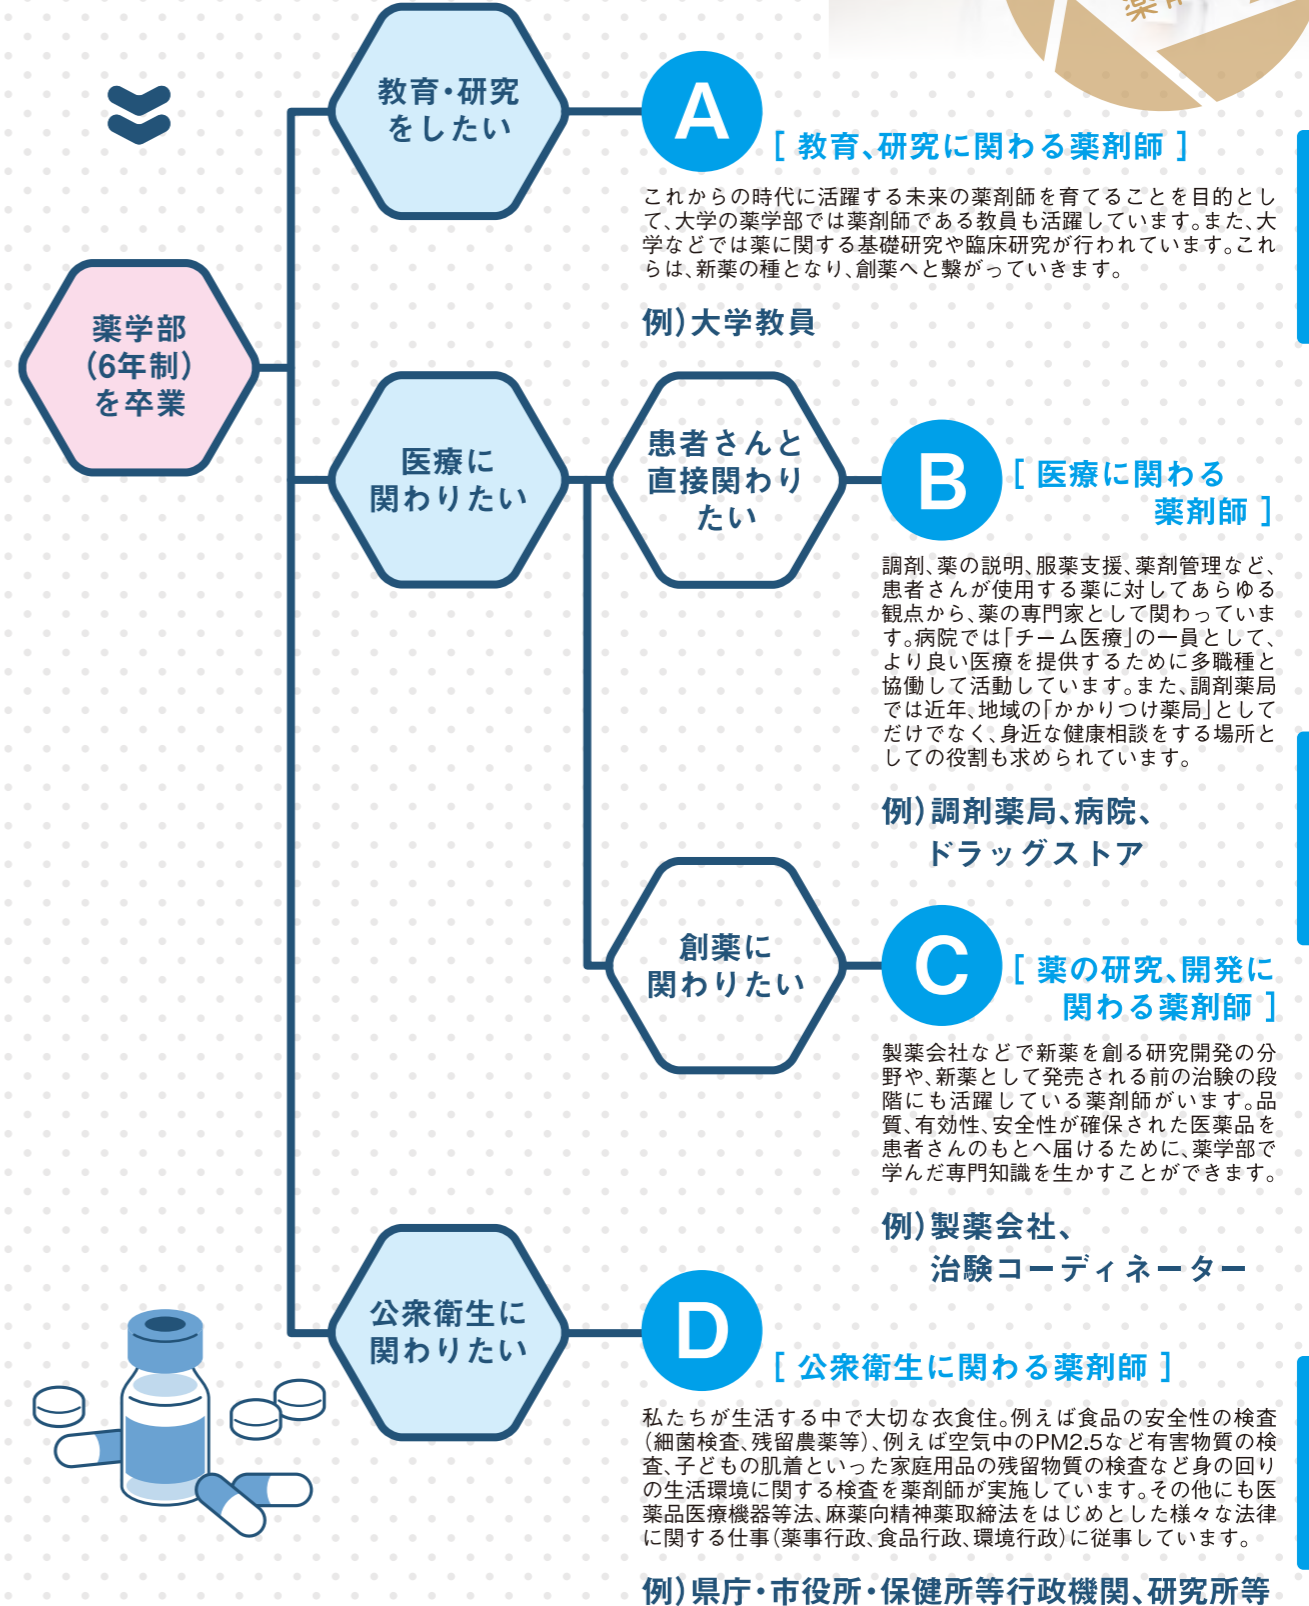 教育・研究
をしたい
A
[ 教育、研究に関わる薬剤師 ]
これからの時代に活躍する未来の薬剤師を育てることを目的とし
て、大学の薬学部では薬剤師である教員も活躍しています。また、大
学などでは薬に関する基礎研究や臨床研究が行われています。これ
らは、新薬の種となり、創薬へと繋がっていきます。
例)大学教員
薬学部
(6年制)
を卒業
医療に
関わりたい
患者さんと
直接関わり
たい
B
[ 医療に関わる
薬剤師 ]
調剤、薬の説明、服薬支援、薬剤管理など、
患者さんが使用する薬に対してあらゆる
観点から、薬の専門家として関わっていま
す。病院では「チーム医療」の一員として、
より良い医療を提供するために多職種と
協働して活動しています。また、調剤薬局
では近年、地域の「かかりつけ薬局」として
だけでなく、身近な健康相談をする場所と
しての役割も求められています。
例)調剤薬局、病院、
ドラッグストア
創薬に
関わりたい
C
[ 薬の研究、開発に
関わる薬剤師 ]
製薬会社などで新薬を創る研究開発の分
野や、新薬として発売される前の治験の段
階にも活躍している薬剤師がいます。品
質、有効性、安全性が確保された医薬品を
患者さんのもとへ届けるために、薬学部で
学んだ専門知識を生かすことができます。
例)製薬会社、
治験コーディネーター
公衆衛生に
関わりたい
D
[ 公衆衛生に関わる薬剤師 ]
私たちが生活する中で大切な衣食住。例えば食品の安全性の検査
(細菌検査、残留農薬等)、例えば空気中のPM2.5など有害物質の検
査、子どもの肌着といった家庭用品の残留物質の検査など身の回り
の生活環境に関する検査を薬剤師が実施しています。その他にも医
薬品医療機器等法、麻薬向精神薬取締法をはじめとした様々な法律
に関する仕事(薬事行政、食品行政、環境行政)に従事しています。
例)県庁・市役所・保健所等行政機関、研究所等